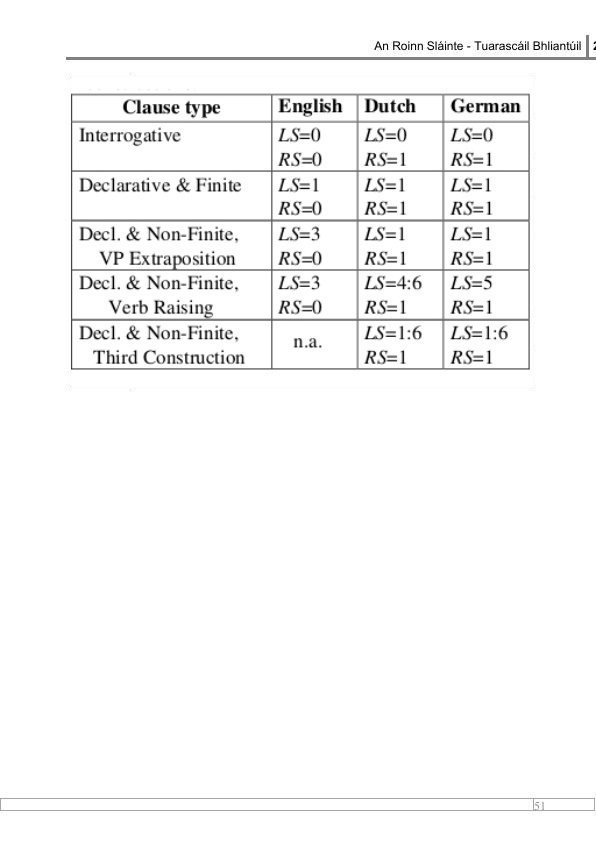 An Roinn Sláinte - Tuarascáil Bhliantúil
Clause type English Dutch German
Interrogative LS=0 LS=0 LS=0
RS=0 RS=1 RS=1
Declarative & Finite LS=1 LS=1 LS=1
RS=0 RS=1 RS=1
Decl. & Non-Finite, LS=3 LS=1 LS=1
VP Extraposition RS=0 RS=1 RS=1
Decl. & Non-Finite, LS=3 LS=4:6 LS=5
Verb Raising RS=0 RS=1 RS=1
Decl. & Non-Finite, n.a. LS=1:6 LS=1:6
Third Construction RS=1 RS=1
51